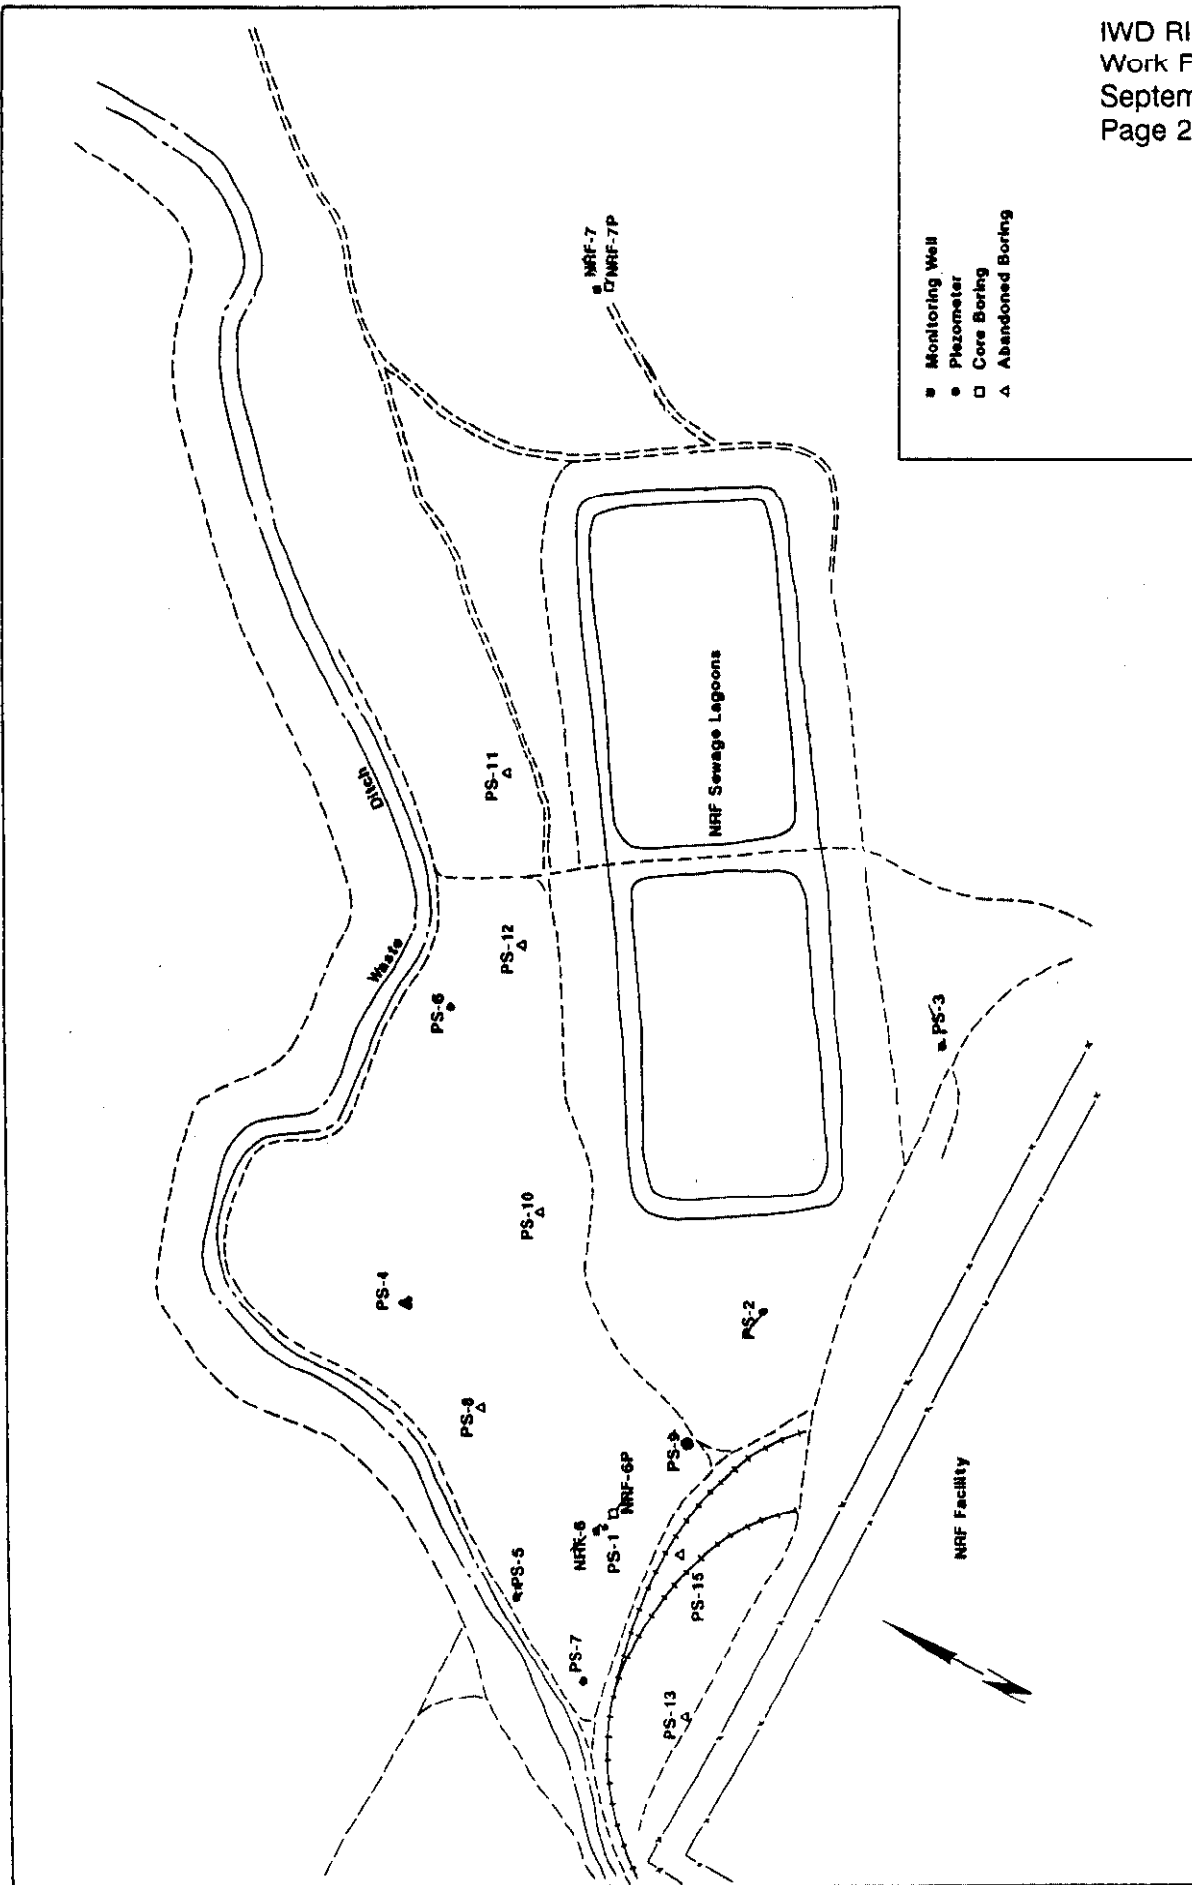 IWD RI
Work
Septem
Page 2
Monitoring Well
Piezometer
Core Boring
Abandoned Boring
NRF-7
NRF-7P
PS-11
Ditch
Waste
NRF Sewage Lagoons
PS-12
PS-6
PS-3
PS-10
PS-4
PS-2
PS-8
PS-9
NRF-6P
NRF-6
PS-1
PS-5
PS-15
NRF Facility
PS-7
PS-13